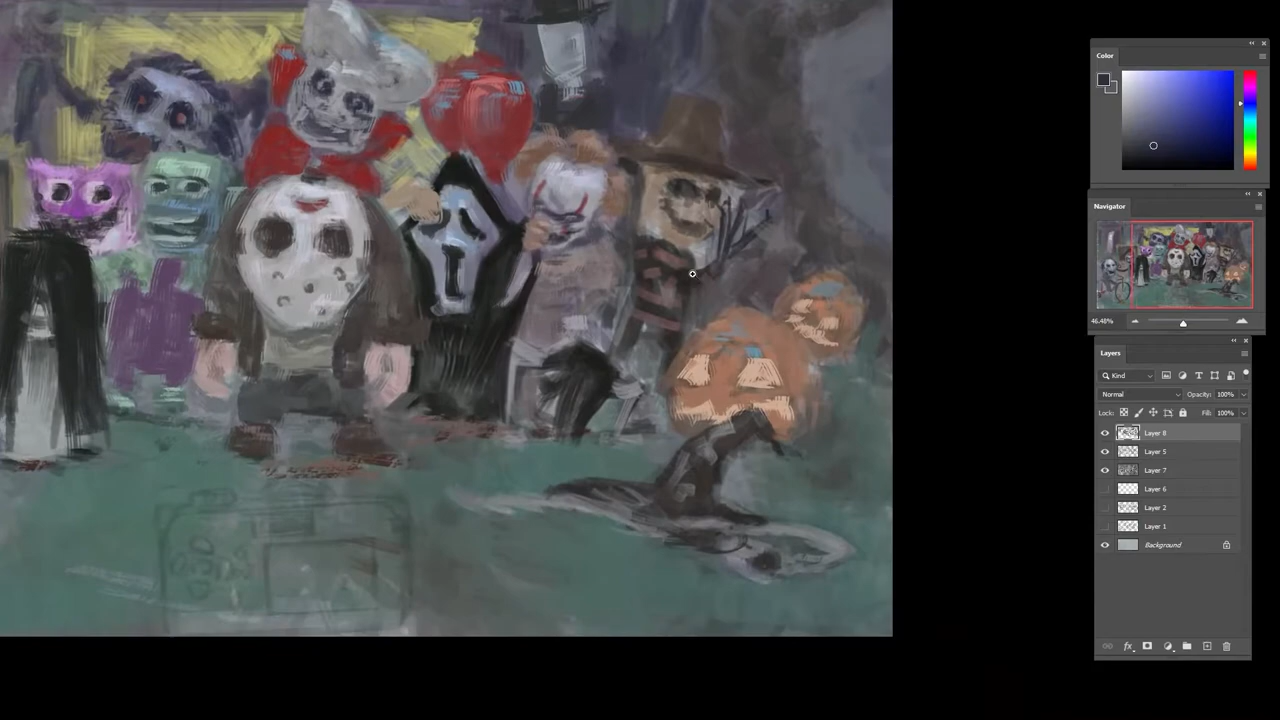 Color
Navigator
46.48%
Layers
Kind
Normal
Opacity: 100%
Lock:
Fill: 100%
Layer 8
Layer 5
Layer 7
Layer 6
Layer 2
Layer 1
Background
fx